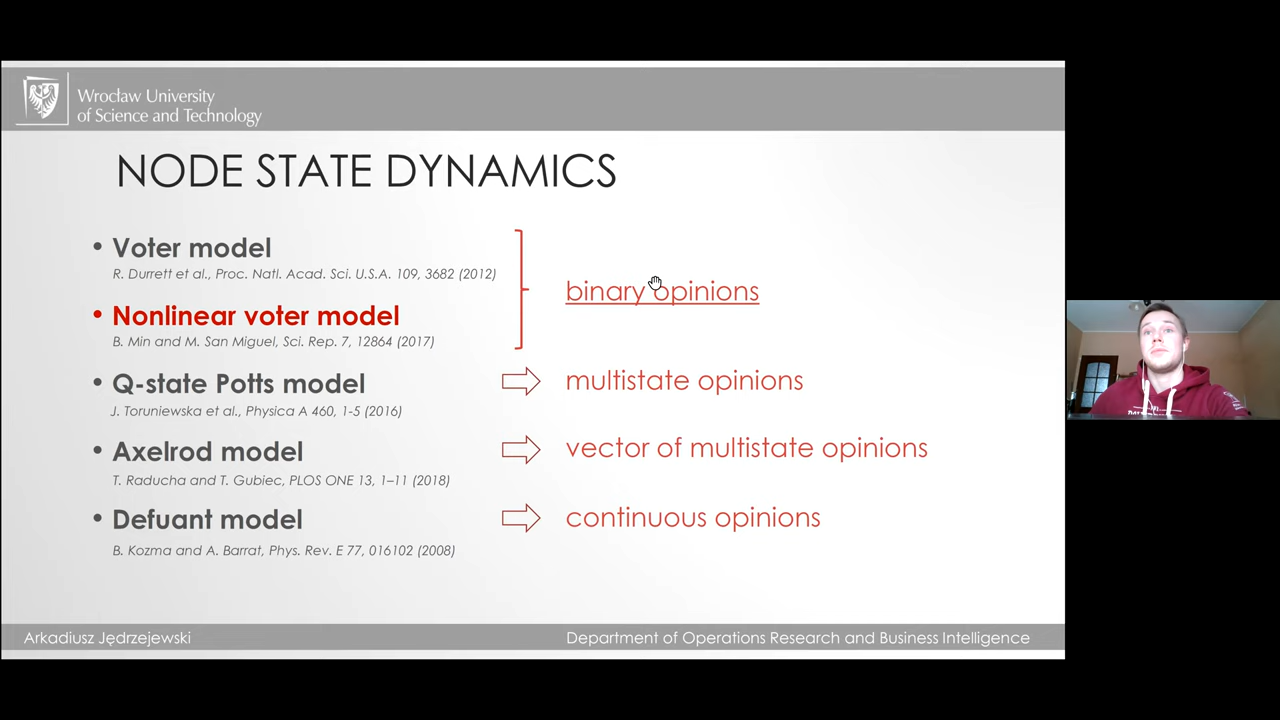 Wrocław University
of Science and Technology
NODE STATE DYNAMICS
• Voter model
R. Durrett et al., Proc. Natl. Acad. Sci. U.S.A. 109, 3682 (2012)
binary opinions
• Nonlinear voter model
B. Min and M. San Miguel, Sci. Rep. 7, 12864 (2017)
• Q-state Potts model
multistate opinions
J. Toruniewska et al., Physica A 460, 1-5 (2016)
• Axelrod model
vector of multistate opinions
T. Raducha and T. Gubiec, PLOS ONE 13, 1–11 (2018)
• Defuant model
continuous opinions
B. Kozma and A. Barrat, Phys. Rev. E 77, 016102 (2008)
Arkadiusz Jędrzejewski
Department of Operations Research and Business Intelligence